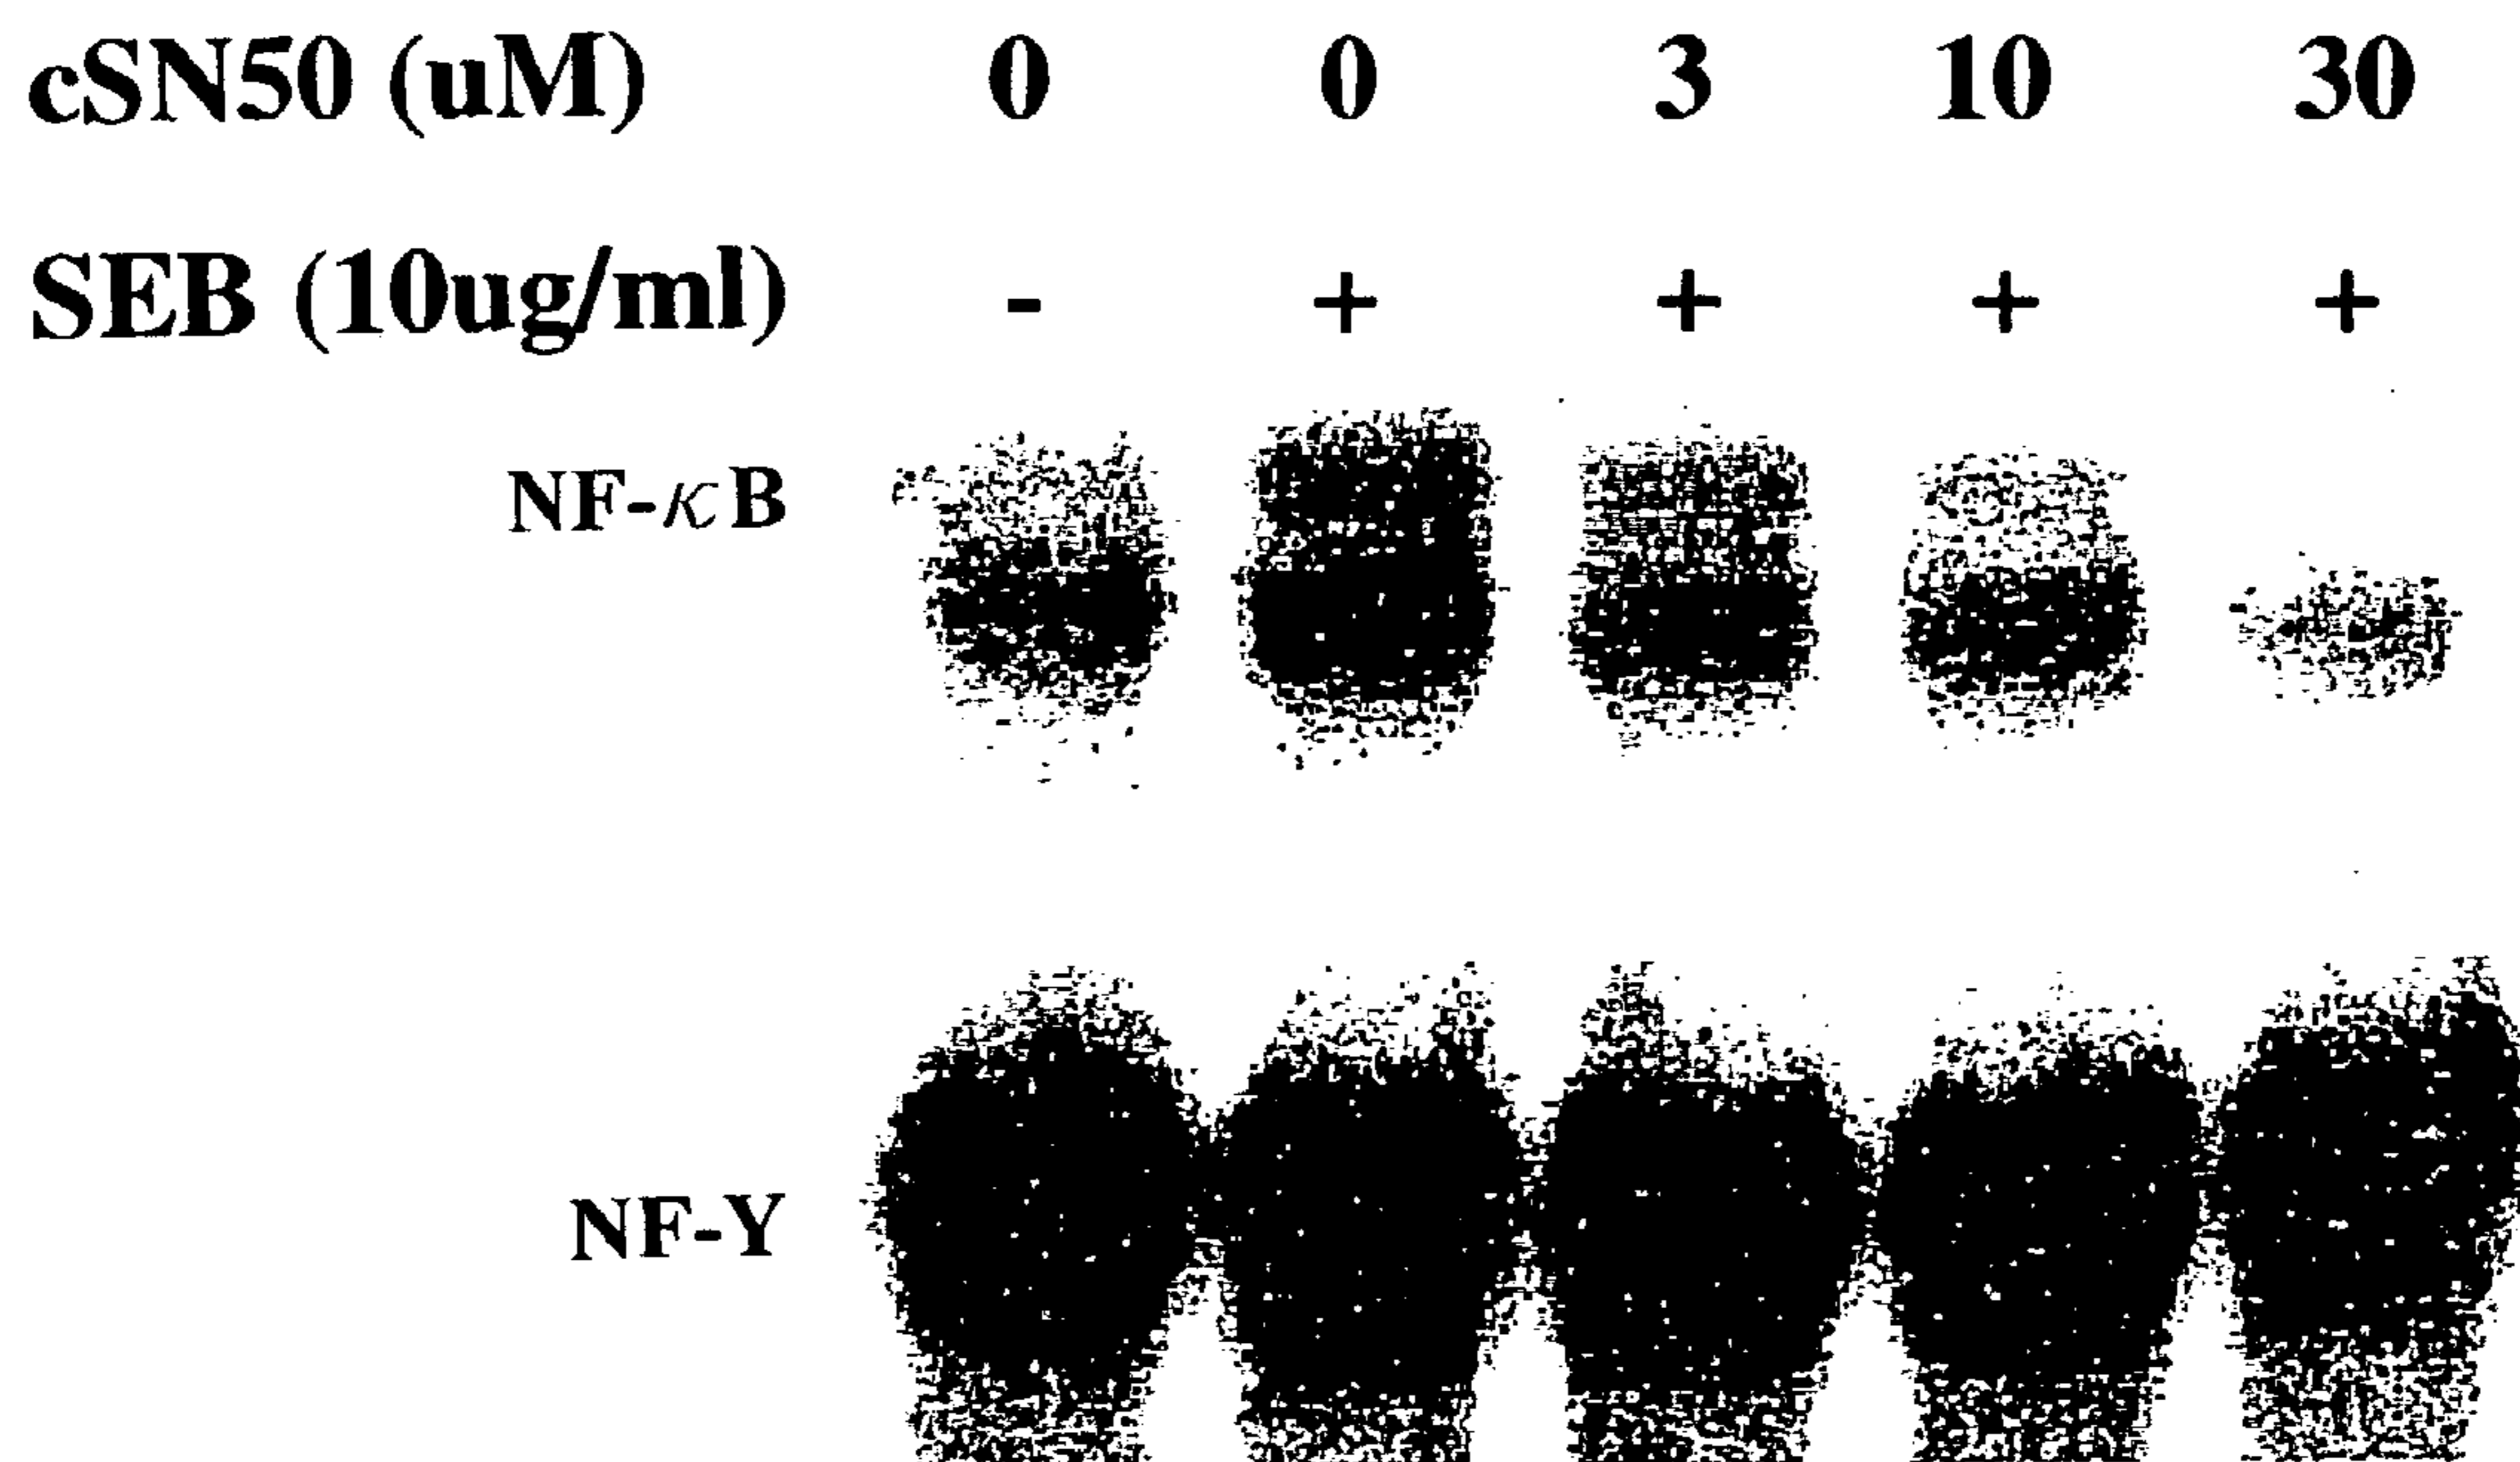 cSN50 (uM) 0 0 3 10 30
SEB (10ug/ml) - + + + +
NF-κB
NF-Y